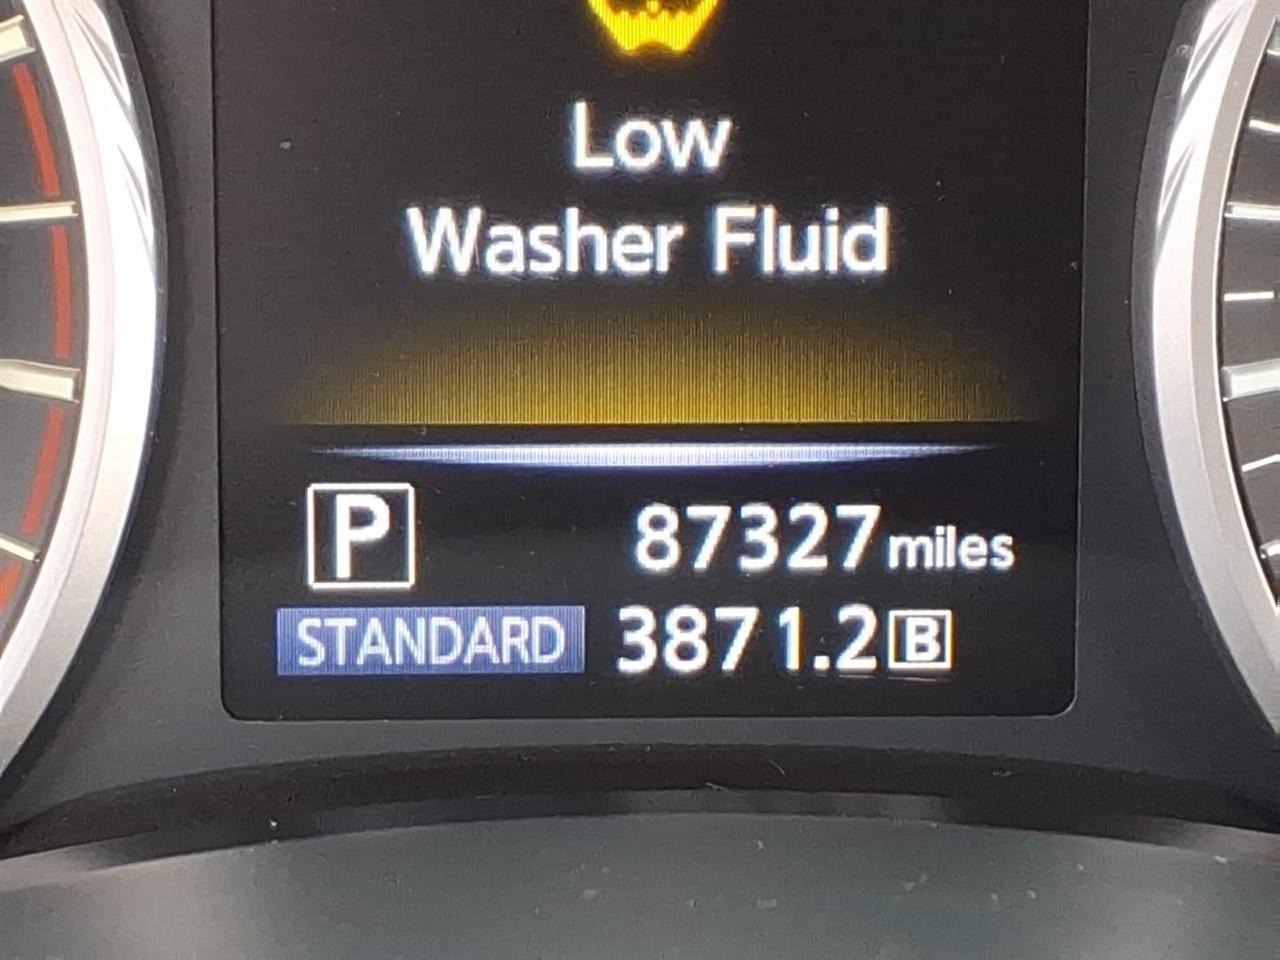 Low
Washer Fluid
P 87327 miles
STANDARD 3871.2 B